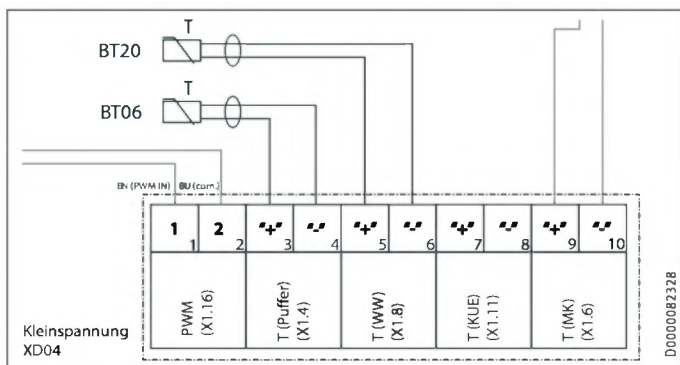 T
BT20
T
BT06
BN (PWM IN) BU (com.)
1 2 "+" "-" "+" "-" "+" "-" "+" "-"
1 2 3 4 5 6 7 8 9 10
PWM
(X1.16)
T (Puffer)
(X1.4)
T (WW)
(X1.8)
T (KUE)
(X1.11)
T (MK)
(X1.6)
Kleinspannung
XD04
D0000082328